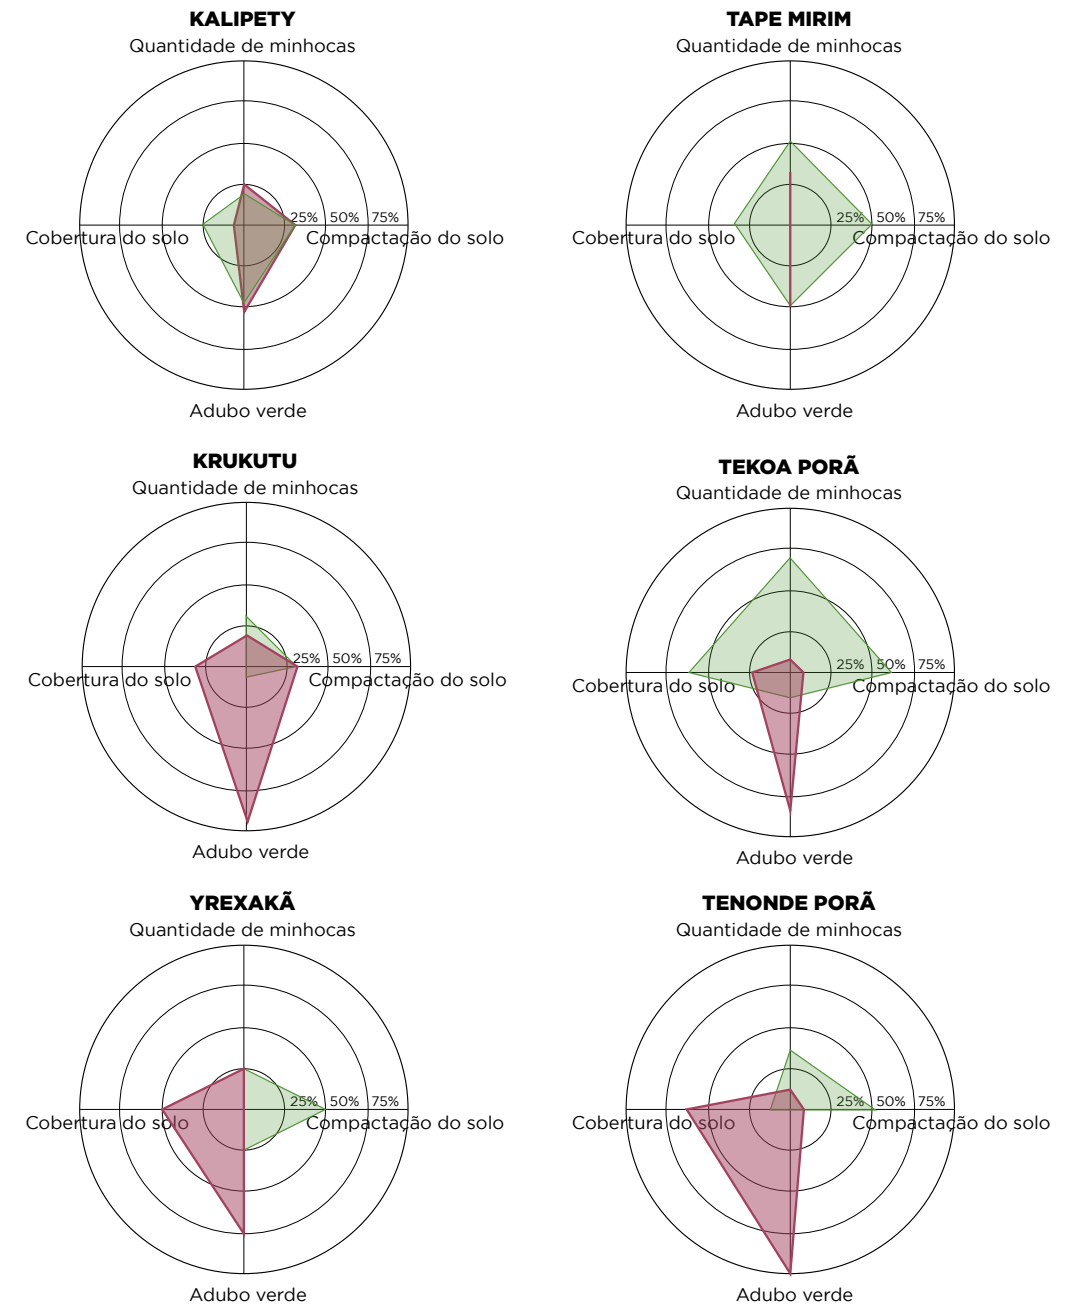 KALIPETY
Quantidade de minhocas
25% 50% 75%
Cobertura do solo
Compactação do solo
Adubo verde
TAPE MIRIM
Quantidade de minhocas
25% 50% 75%
Cobertura do solo
Compactação do solo
Adubo verde
KRUKUTU
Quantidade de minhocas
25% 50% 75%
Cobertura do solo
Compactação do solo
Adubo verde
TEKOA PORÃ
Quantidade de minhocas
25% 50% 75%
Cobertura do solo
Compactação do solo
Adubo verde
YREXAKÃ
Quantidade de minhocas
25% 50% 75%
Cobertura do solo
Compactação do solo
Adubo verde
TENONDE PORÃ
Quantidade de minhocas
25% 50% 75%
Cobertura do solo
Compactação do solo
Adubo verde